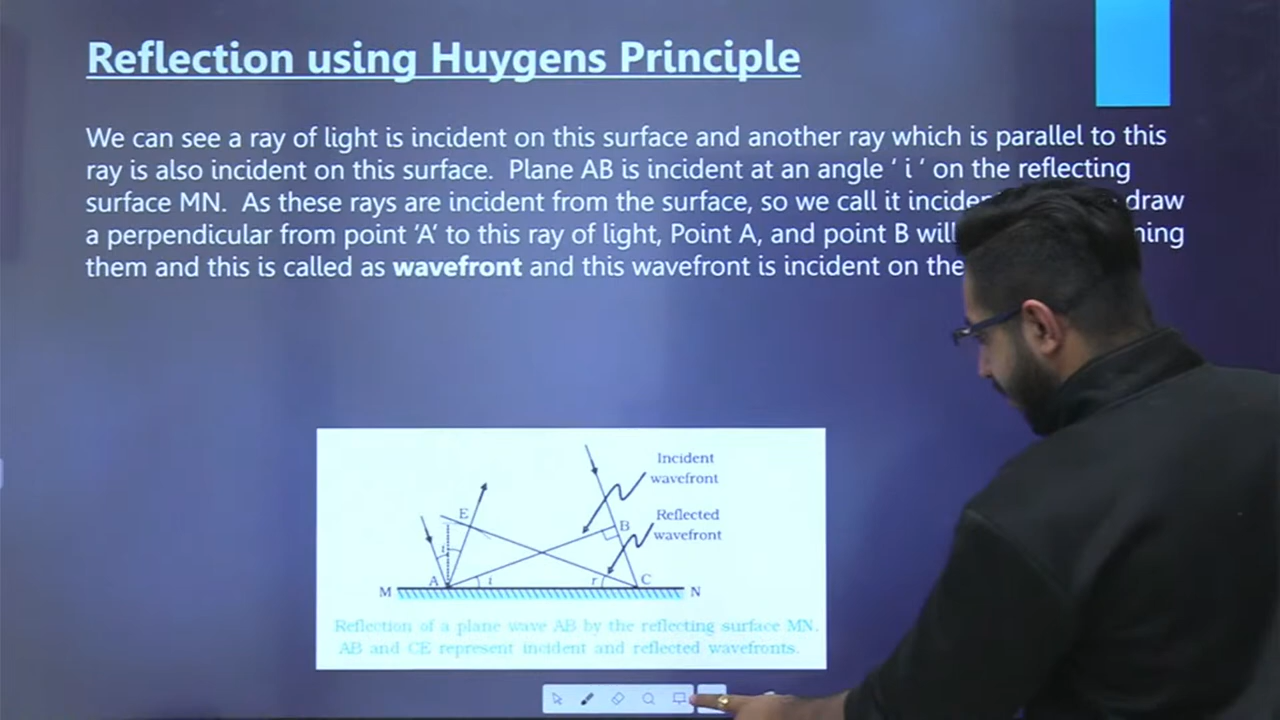 Reflection using Huygens Principle
We can see a ray of light is incident on this surface and another ray which is parallel to this
ray is also incident on this surface. Plane AB is incident at an angle ‘ i ’ on the reflecting
surface MN. As these rays are incident from the surface, so we call it draw
a perpendicular from point ‘A’ to this ray of light, Point A, and point B
them and this is called as wavefront and this wavefront is incident on the
Incident
wavefront
Reflected
wavefront
E
B
i
A
i
r
C
M
N
Reflection of a plane wave AB by the reflecting surface MN.
AB and CE represent incident and reflected wavefronts.